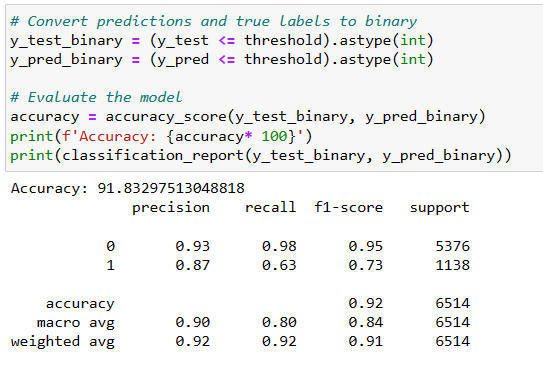 # Convert predictions and true labels to binary
y_test_binary = (y_test <= threshold).astype(int)
y_pred_binary = (y_pred <= threshold).astype(int)
# Evaluate the model
accuracy = accuracy_score(y_test_binary, y_pred_binary)
print(f'Accuracy: {accuracy* 100}')
print(classification_report(y_test_binary, y_pred_binary))
Accuracy: 91.83297513048818
precision recall f1-score support
0 0.93 0.98 0.95 5376
1 0.87 0.63 0.73 1138
accuracy 0.92 6514
macro avg 0.90 0.80 0.84 6514
weighted avg 0.92 0.92 0.91 6514